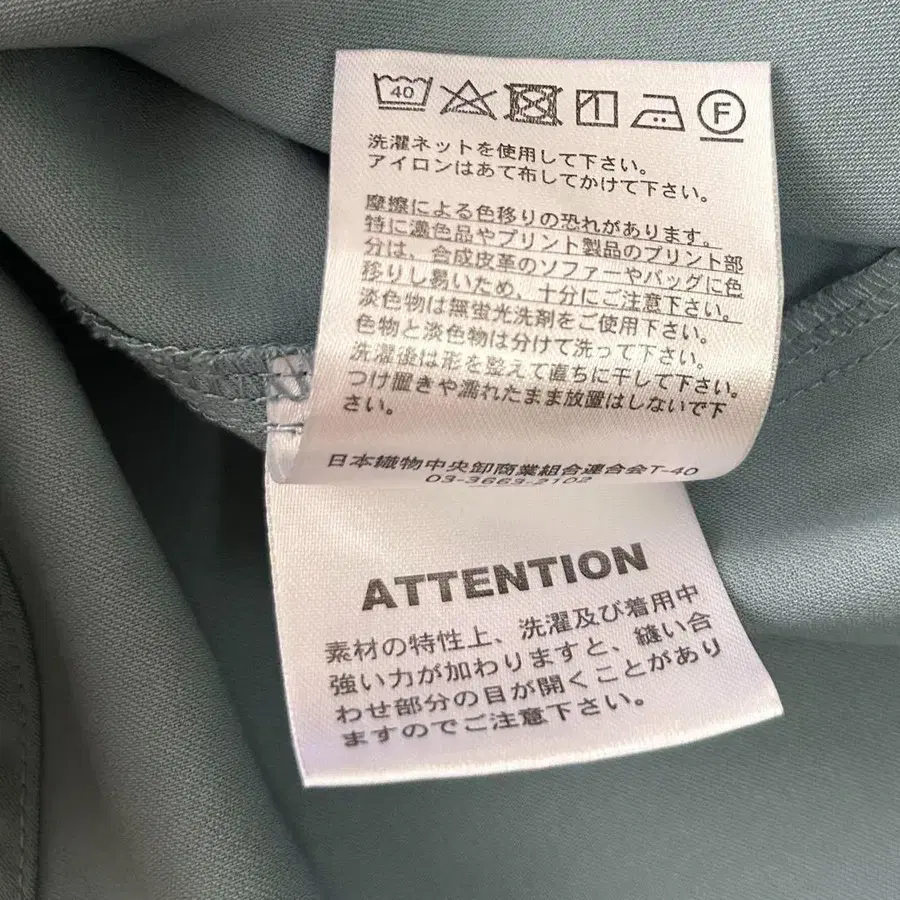 40
F
洗濯ネットを使用して下さい。
アイロンはあて布してかけて下さい。
摩擦による色移りの恐れがあります。
特に濃色品やプリント製品のプリント部
分は、合成皮革のソファーやバッグに色
移りし易いため、十分にご注意下さい。
淡色物は無蛍光洗剤をご使用下さい。
色物と淡色物は分けて洗って下さい。
洗濯後は形を整えて直ちに干して下さい。
つけ置きや濡れたまま放置はしないで下
さい。
日本織物中央卸商業組合連合会T-40
03-3663-2102
ATTENTION
素材の特性上、洗濯及び着用中
強い力が加わりますと、縫い合
わせ部分の目が開くことがあり
ますのでご注意下さい。